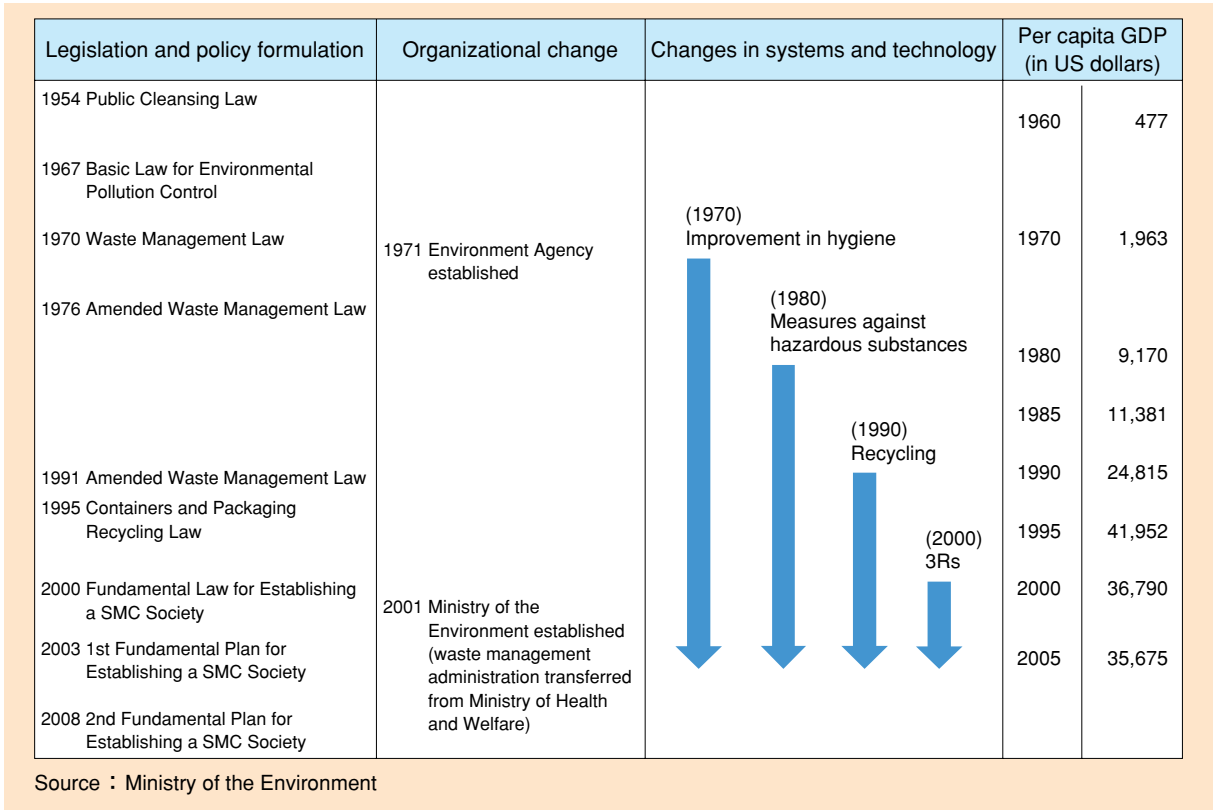 Legislation and policy formulation
Organizational change
Changes in systems and technology
Per capita GDP
(in US dollars)
1954 Public Cleansing Law
1967 Basic Law for Environmental
Pollution Control
1970 Waste Management Law
1976 Amended Waste Management Law
1991 Amended Waste Management Law
1995 Containers and Packaging
Recycling Law
2000 Fundamental Law for Establishing
a SMC Society
2003 1st Fundamental Plan for
Establishing a SMC Society
2008 2nd Fundamental Plan for
Establishing a SMC Society
1971 Environment Agency
established
2001 Ministry of the
Environment established
(waste management
administration transferred
from Ministry of Health
and Welfare)
(1970)
Improvement in hygiene
(1980)
Measures against
hazardous substances
(1990)
Recycling
(2000)
3Rs
1960 477
1970 1,963
1980 9,170
1985 11,381
1990 24,815
1995 41,952
2000 36,790
2005 35,675
Source：Ministry of the Environment